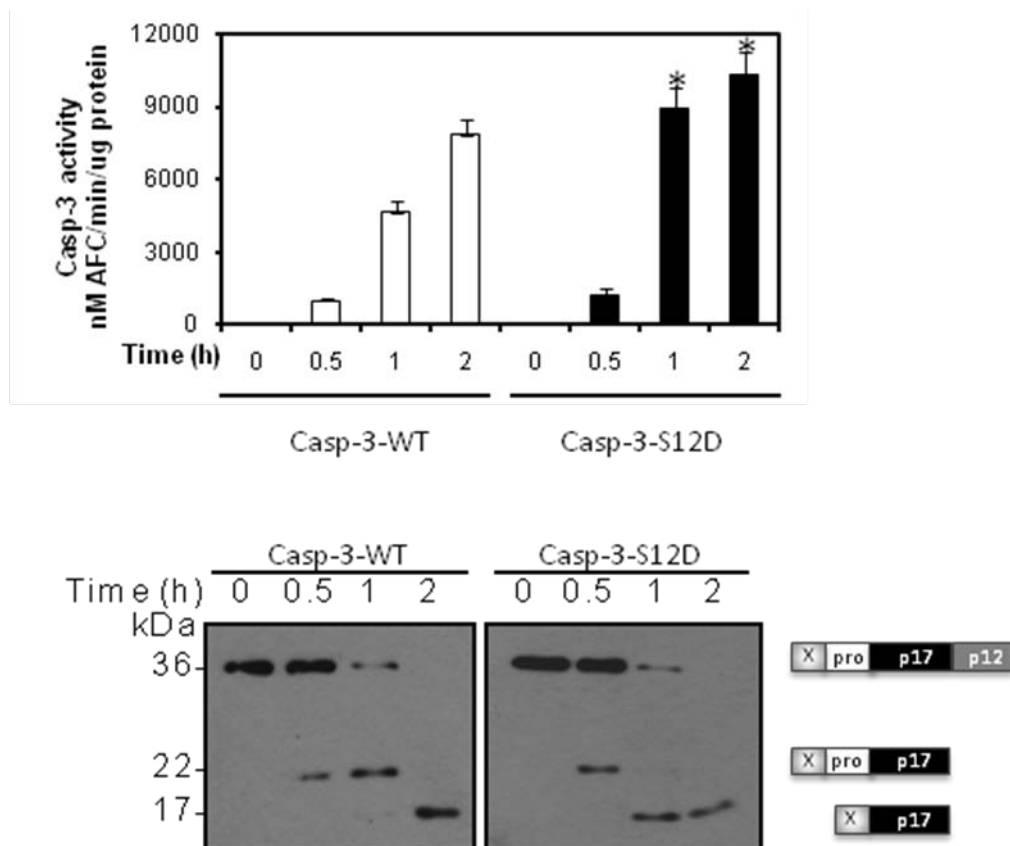 12000
9000
6000
3000
0
Casp-3 activity
nM AFC/min/ug protein
* *
Time (h) 0 0.5 1 2 0 0.5 1 2
Casp-3-WT Casp-3-S12D
Casp-3-WT Casp-3-S12D
Time (h) 0 0.5 1 2 0 0.5 1 2
kDa
36
X pro p17 p12
22
X pro p17
17
X p17